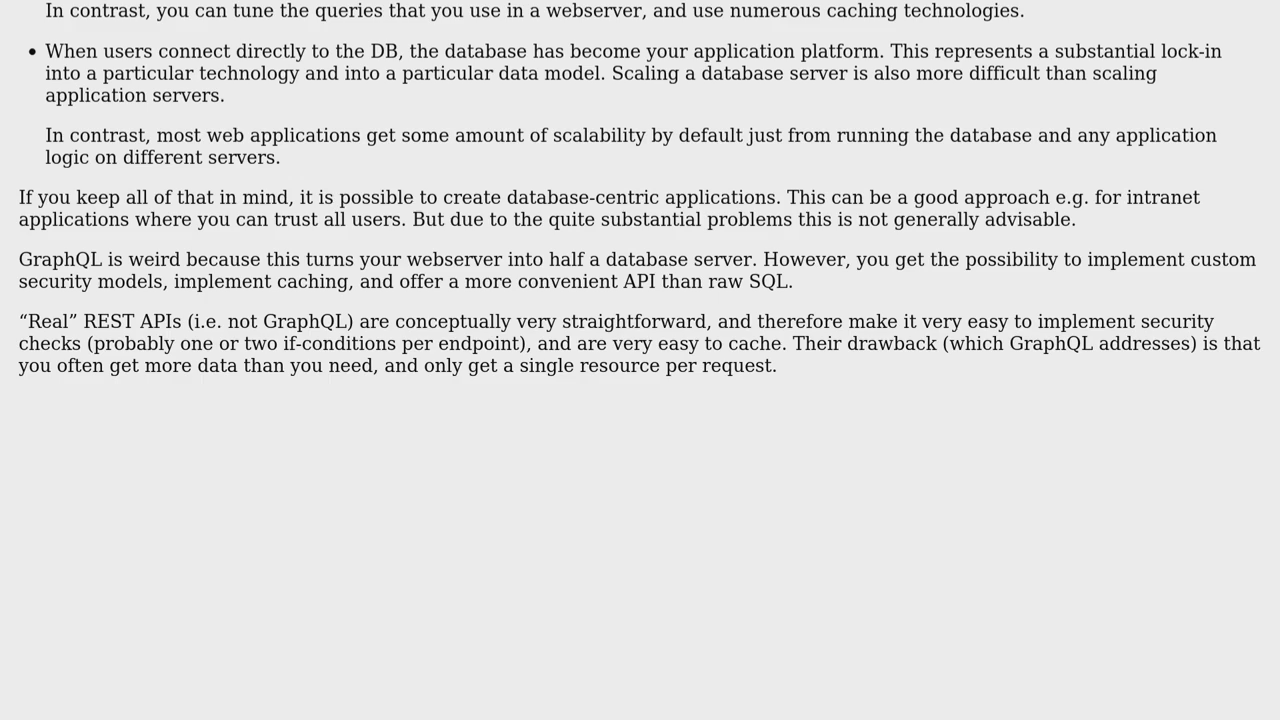 In contrast, you can tune the queries that you use in a webserver, and use numerous caching technologies.
• When users connect directly to the DB, the database has become your application platform. This represents a substantial lock-in
into a particular technology and into a particular data model. Scaling a database server is also more difficult than scaling
application servers.
In contrast, most web applications get some amount of scalability by default just from running the database and any application
logic on different servers.
If you keep all of that in mind, it is possible to create database-centric applications. This can be a good approach e.g. for intranet
applications where you can trust all users. But due to the quite substantial problems this is not generally advisable.
GraphQL is weird because this turns your webserver into half a database server. However, you get the possibility to implement custom
security models, implement caching, and offer a more convenient API than raw SQL.
“Real” REST APIs (i.e. not GraphQL) are conceptually very straightforward, and therefore make it very easy to implement security
checks (probably one or two if-conditions per endpoint), and are very easy to cache. Their drawback (which GraphQL addresses) is that
you often get more data than you need, and only get a single resource per request.